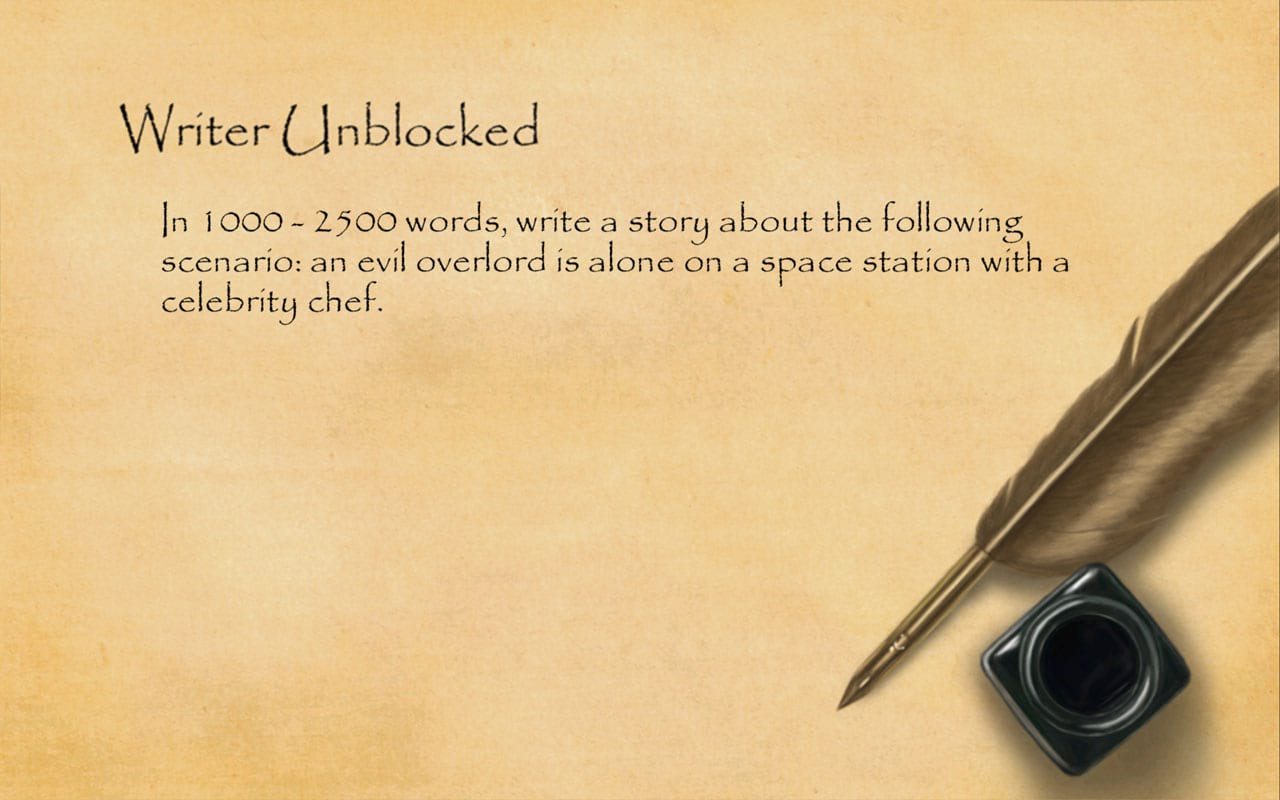 Writer Unblocked
In 1000 - 2500 words, write a story about the following
scenario: an evil overlord is alone on a space station with a
celebrity chef.